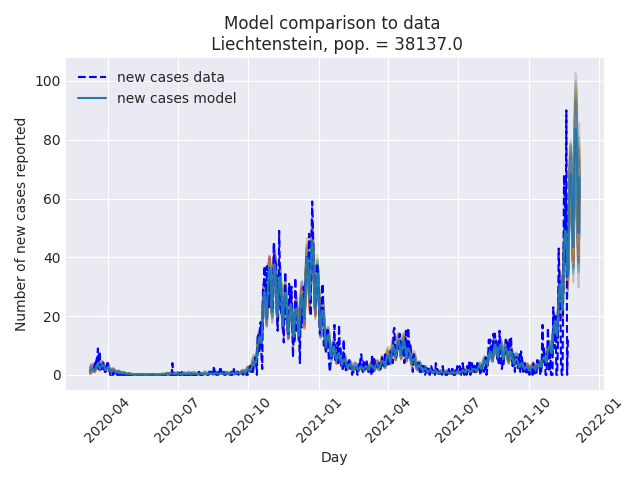 Model comparison to data
Liechtenstein, pop. = 38137.0
new cases data
new cases model
Number of new cases reported
100
80
60
40
20
0
2020-04
2020-07
2020-10
2021-01
2021-04
2021-07
2021-10
2022-01
Day